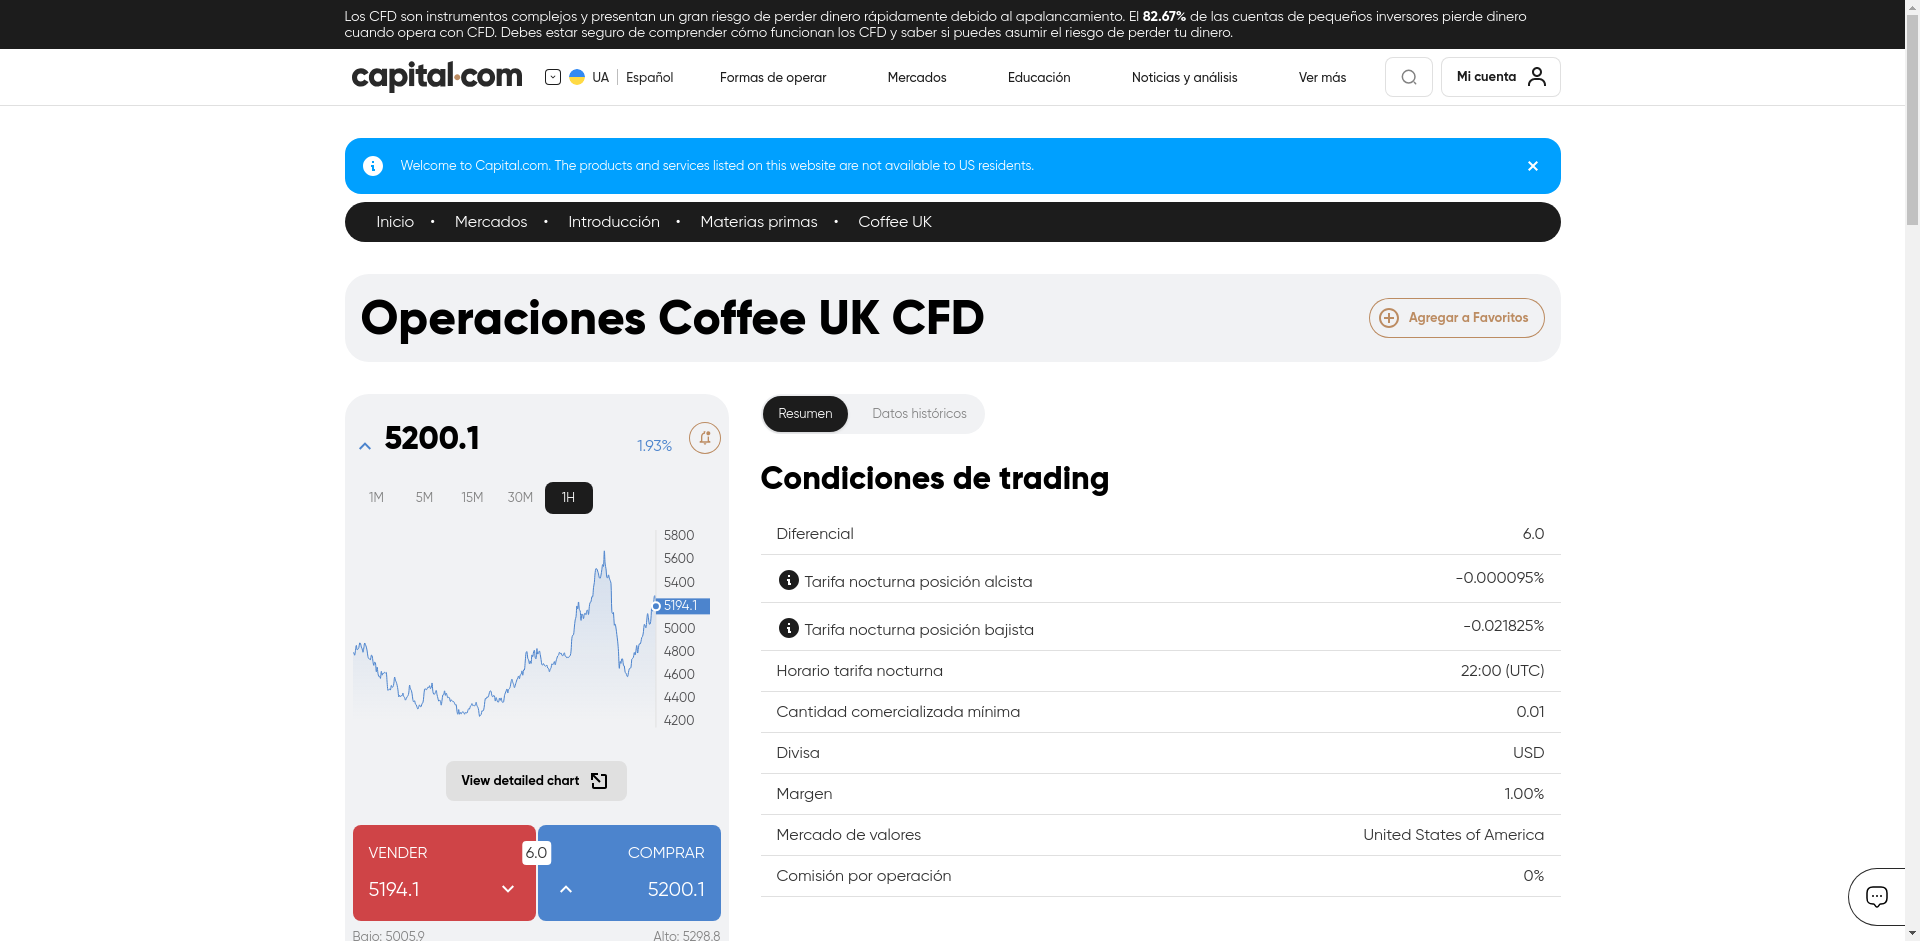 Los CFD son instrumentos complejos y presentan un gran riesgo de perder dinero rápidamente debido al apalancamiento. El 82.67% de las cuentas de pequeños inversores pierde dinero
cuando opera con CFD. Debes estar seguro de comprender cómo funcionan los CFD y saber si puedes asumir el riesgo de perder tu dinero.
capital.com
UA Español
Formas de operar
Mercados
Educación
Noticias y análisis
Ver más
Mi cuenta
Welcome to Capital.com. The products and services listed on this website are not available to US residents.
Inicio • Mercados • Introducción • Materias primas • Coffee UK
Operaciones Coffee UK CFD
Agregar a Favoritos
5200.1
1.93%
1M 5M 15M 30M 1H
5800
5600
5400
5194.1
5000
4800
4600
4400
4200
View detailed chart
VENDER
5194.1
6.0
COMPRAR
5200.1
Bajo: 5005.9
Alto: 5298.8
Resumen
Datos históricos
Condiciones de trading
Diferencial 6.0
Tarifa nocturna posición alcista -0.000095%
Tarifa nocturna posición bajista -0.021825%
Horario tarifa nocturna 22:00 (UTC)
Cantidad comercializada mínima 0.01
Divisa USD
Margen 1.00%
Mercado de valores United States of America
Comisión por operación 0%